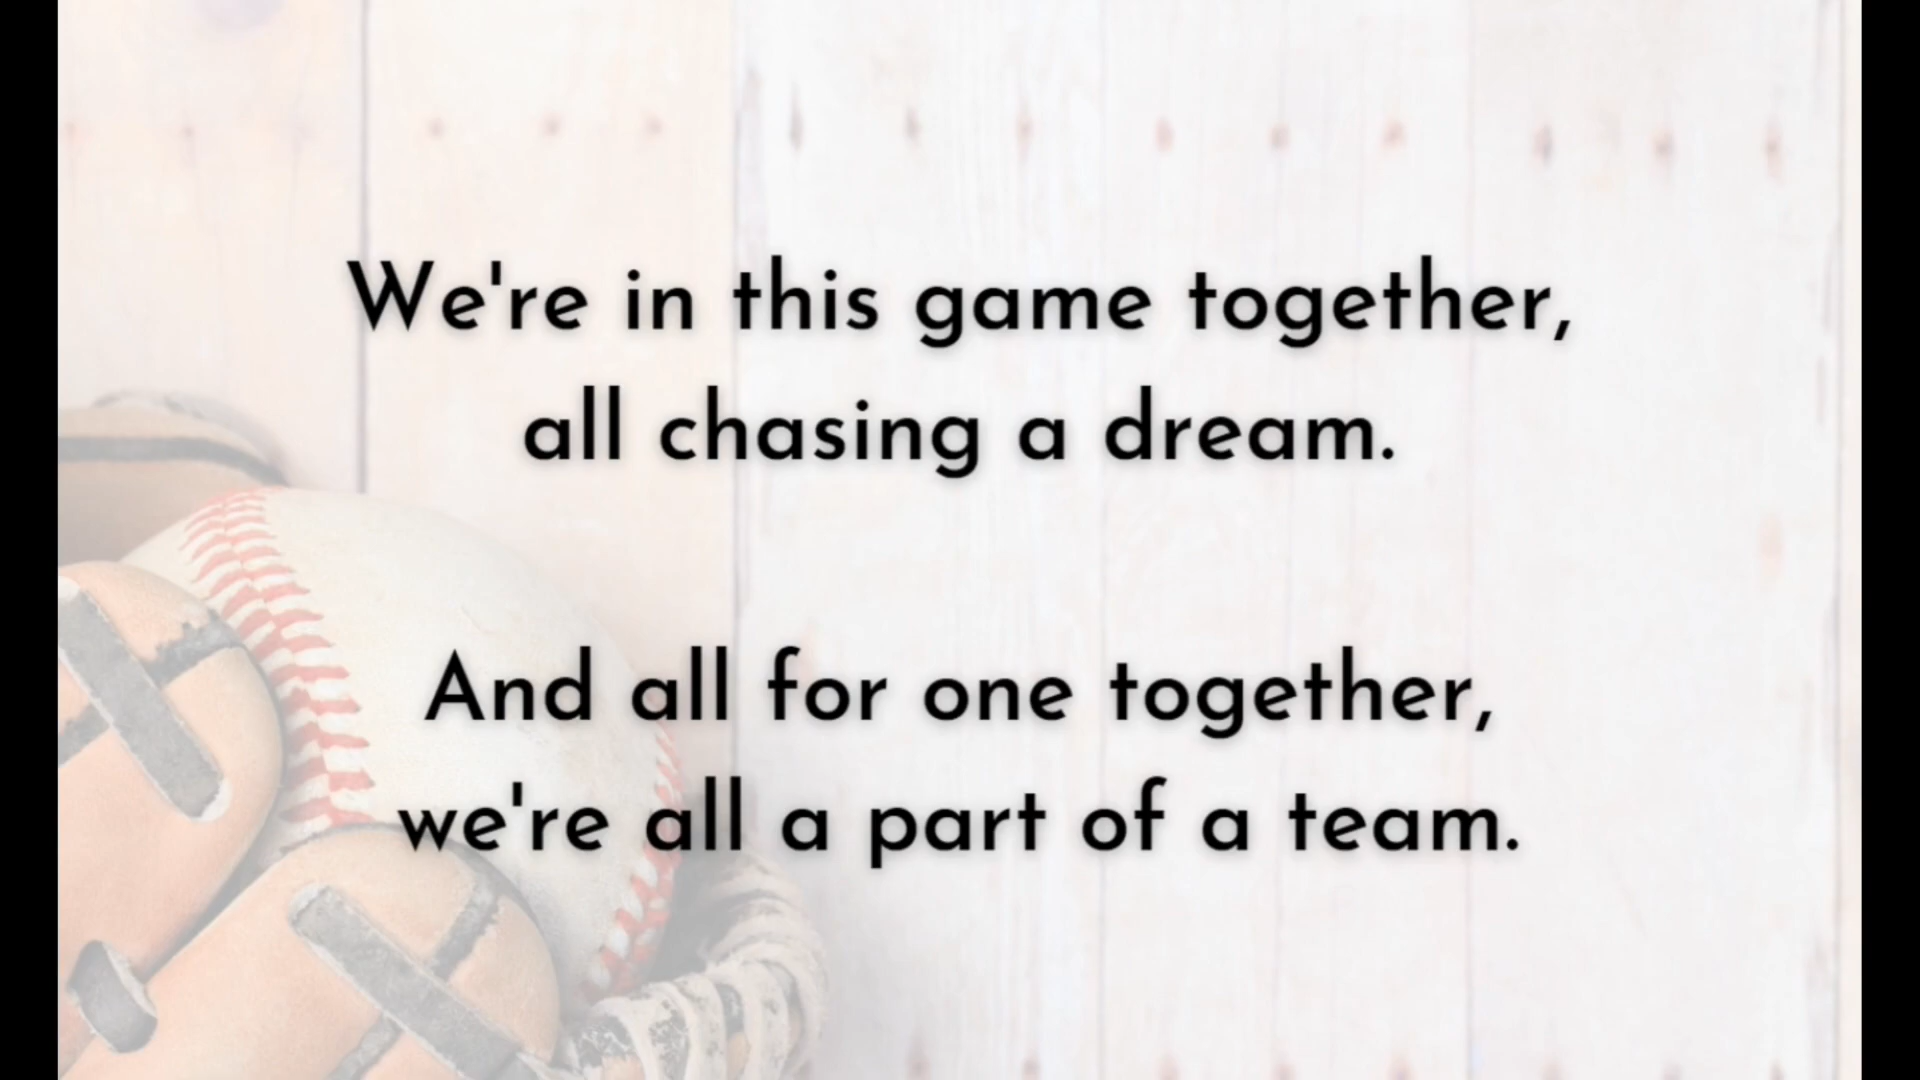 We're in this game together,
all chasing a dream.
And all for one together,
we're all a part of a team.